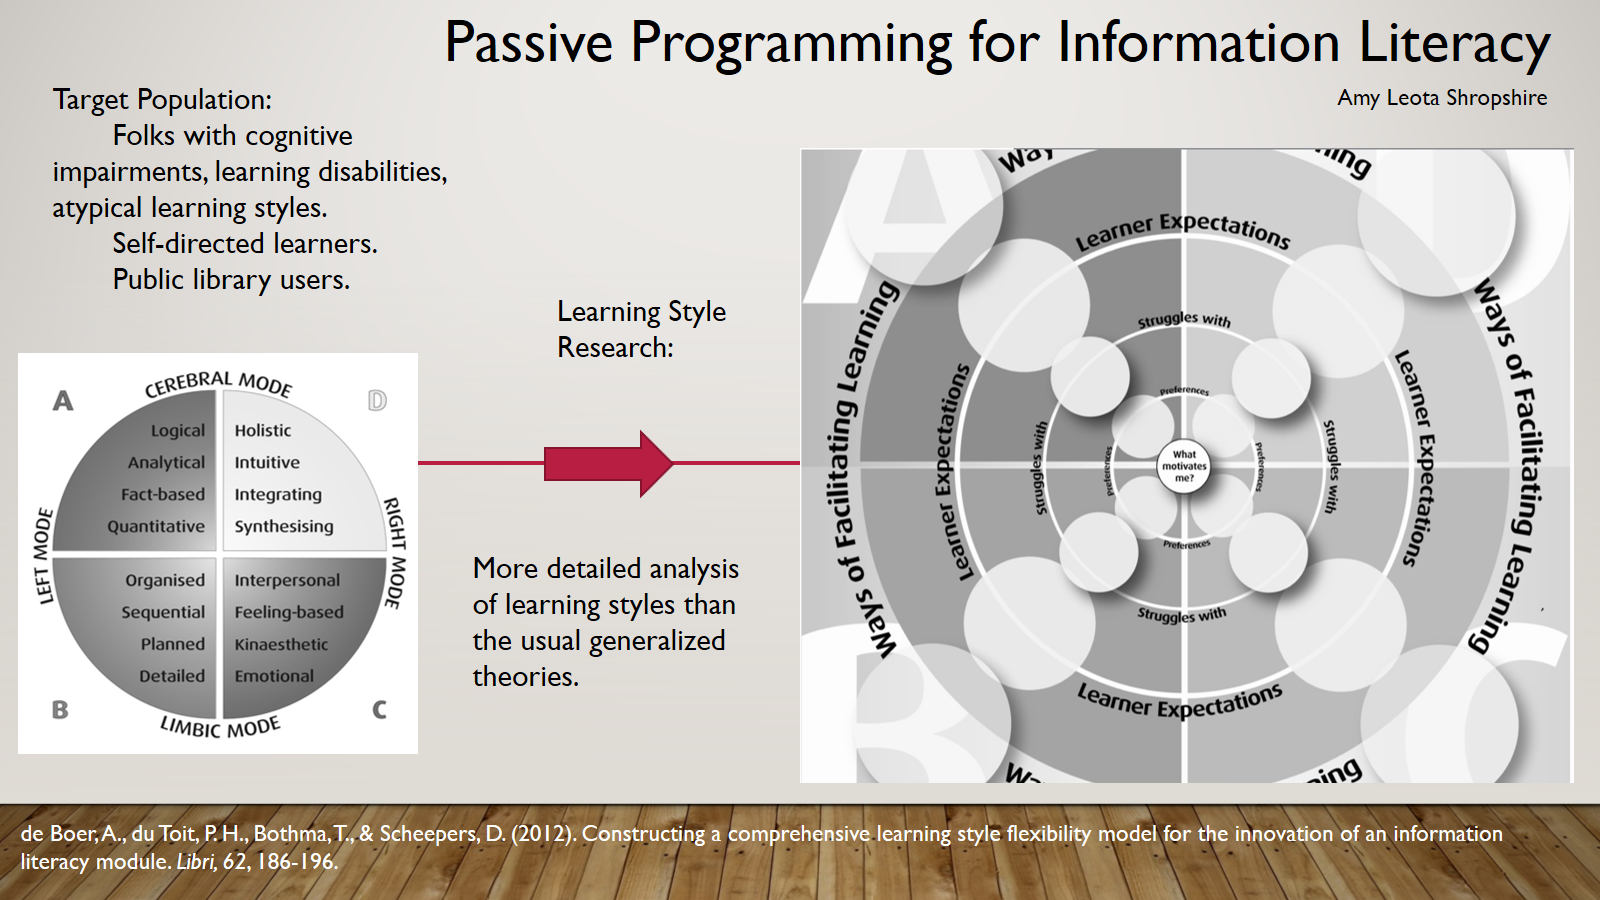 Passive Programming for Information Literacy
Amy Leota Shropshire
Target Population:
Folks with cognitive
impairments, learning disabilities,
atypical learning styles.
Self-directed learners.
Public library users.
A
CEREBRAL MODE
D
Logical
Analytical
Fact-based
Quantitative
Holistic
Intuitive
Integrating
Synthesising
LEFT MODE
RIGHT MODE
Organised
Sequential
Planned
Detailed
Interpersonal
Feeling-based
Kinaesthetic
Emotional
B
LIMBIC MODE
C
Learning Style
Research:
More detailed analysis
of learning styles than
the usual generalized
theories.
A
Way
ning
Learner Expectations
Struggles with
Preferences
Ways of Facilitating Learning
Learner Expectations
Struggles with
Preferences
What
motivates
me?
Preferences
Struggles with
Learner Expectations
Ways of Facilitating Learning
Preferences
Struggles with
Learner Expectations
B
Wa
ning
de Boer, A., du Toit, P. H., Bothma, T., & Scheepers, D. (2012). Constructing a comprehensive learning style flexibility model for the innovation of an information
literacy module. Libri, 62, 186-196.